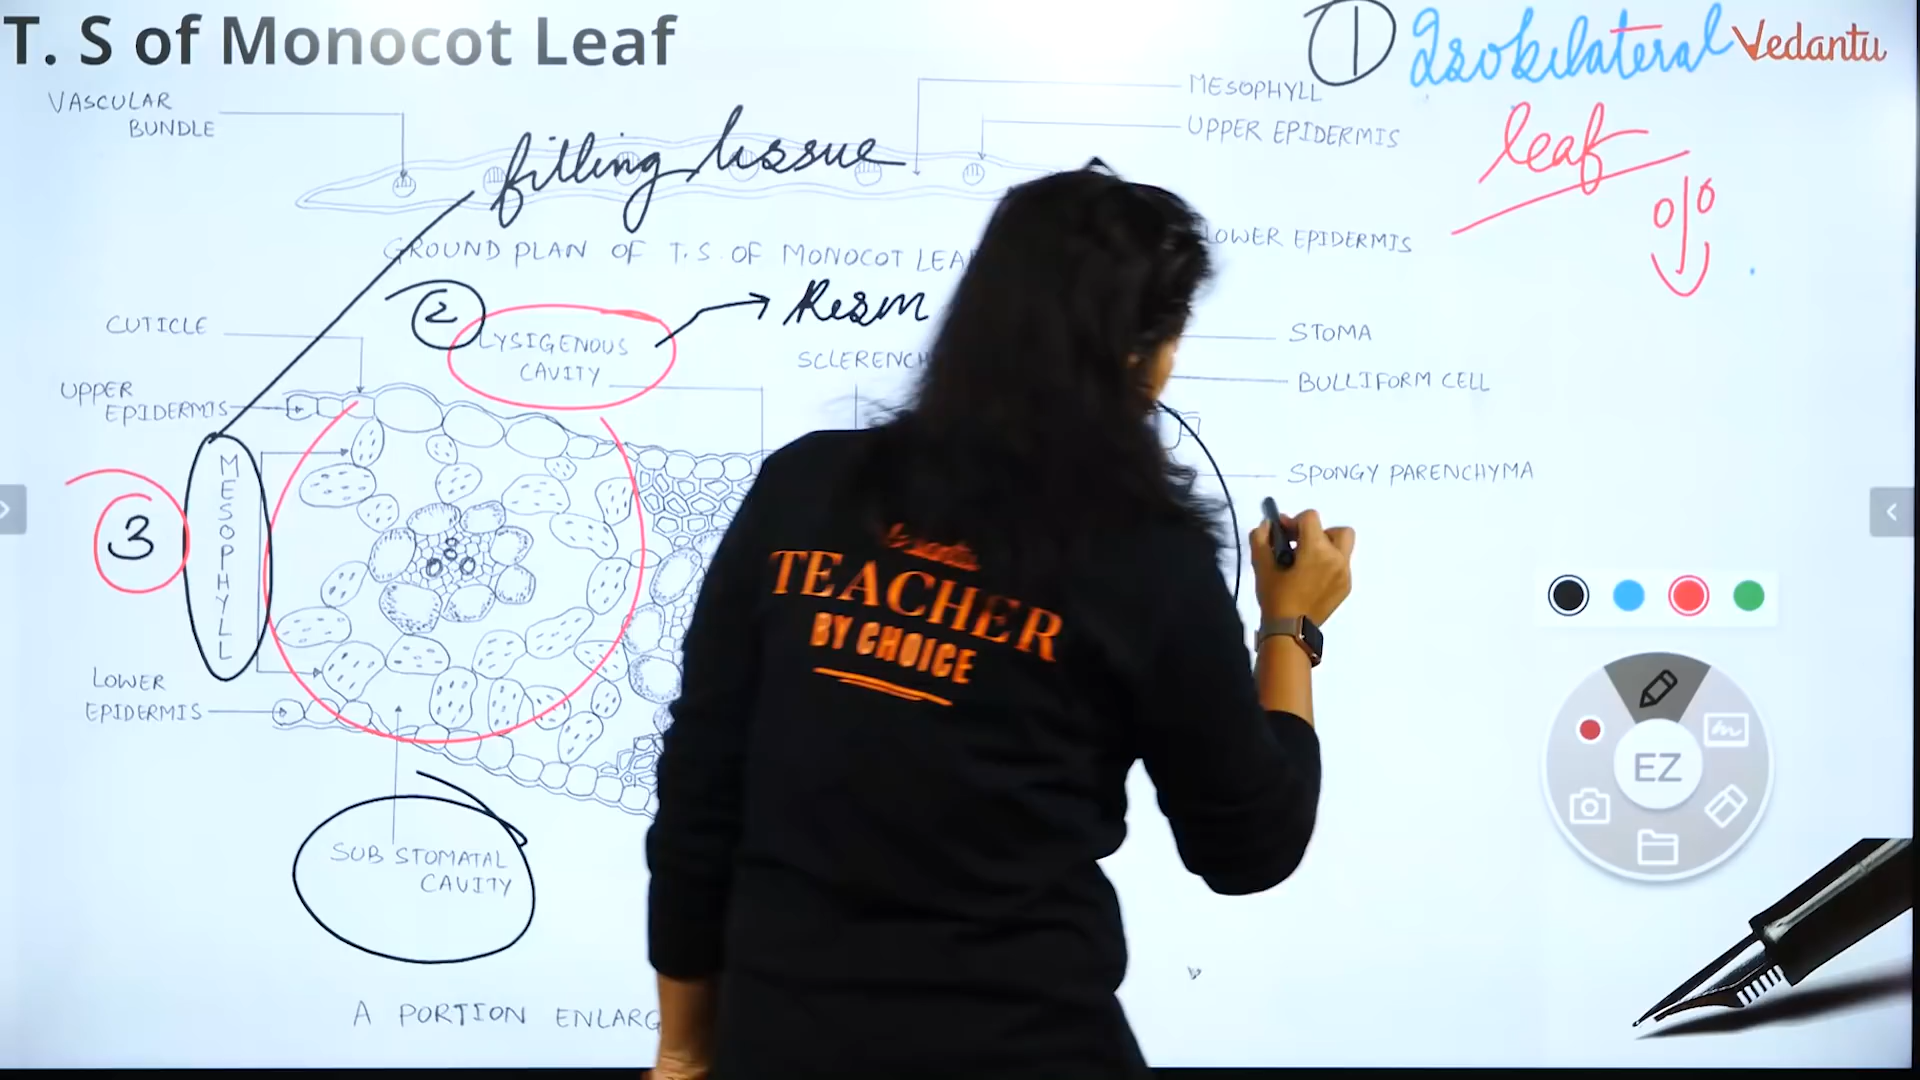 T. S of Monocot Leaf
1
Isobilateral
Vedantu
leaf
VASCULAR
BUNDLE
filling tissue
MESOPHYLL
UPPER EPIDERMIS
LOWER EPIDERMIS
GROUND PLAN OF T.S. OF MONOCOT LEA
2
LYSIGENOUS
CAVITY
Resin
SCLERENCH
CUTICLE
UPPER
EPIDERMIS
STOMA
BULLIFORM CELL
SPONGY PARENCHYMA
3
MESOPHYLL
LOWER
EPIDERMIS
SUB STOMATAL
CAVITY
A PORTION ENLARG
TEACHER
BY CHOICE
EZ